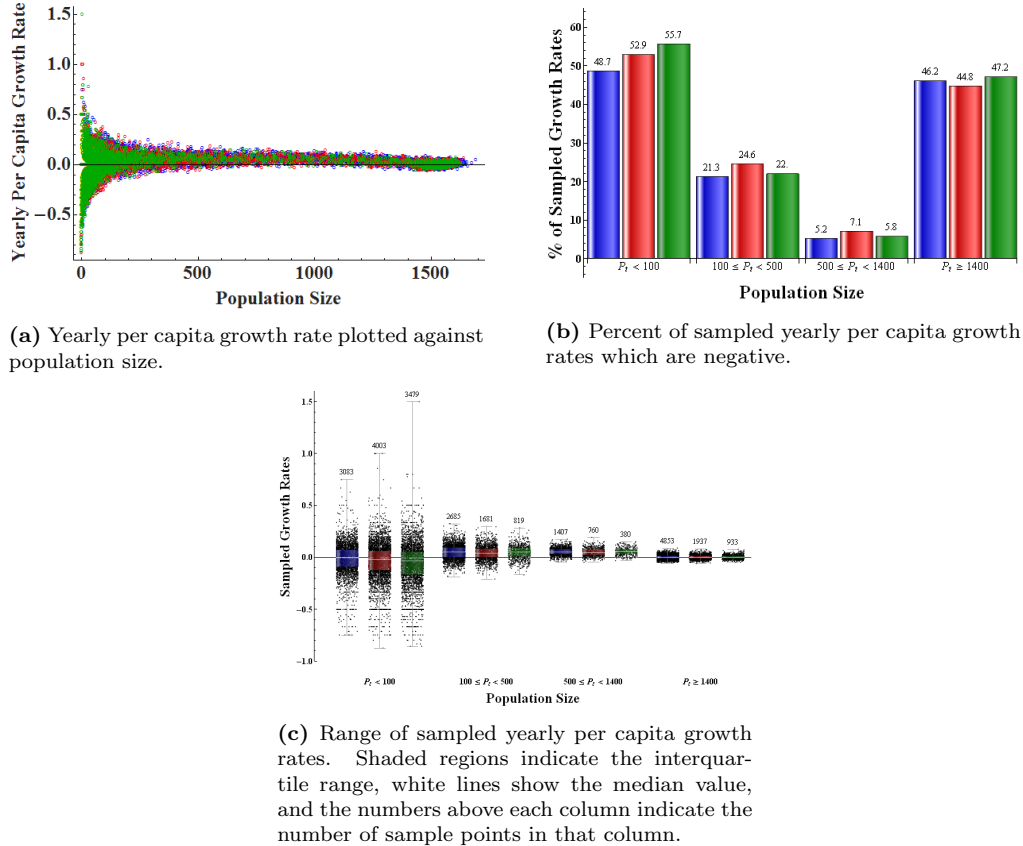 Yearly Per Capita Growth Rate
1.5
1.0
0.5
0.0
−0.5
0 500 1000 1500
Population Size
(a) Yearly per capita growth rate plotted against
population size.
% of Sampled Growth Rates
60
50
40
30
20
10
0
48.7 52.9 55.7
21.3 24.6 22.
5.2 7.1 5.8
46.2 44.8 47.2
P_t < 100 100 ≤ P_t < 500 500 ≤ P_t < 1400 P_t ≥ 1400
Population Size
(b) Percent of sampled yearly per capita growth
rates which are negative.
Sampled Growth Rates
1.5
1.0
0.5
0.0
−0.5
−1.0
3083 4003 3479
2685 1681 819
1407 760 380
4853 1937 933
P_t < 100 100 ≤ P_t < 500 500 ≤ P_t < 1400 P_t ≥ 1400
Population Size
(c) Range of sampled yearly per capita growth
rates. Shaded regions indicate the interquar-
tile range, white lines show the median value,
and the numbers above each column indicate the
number of sample points in that column.